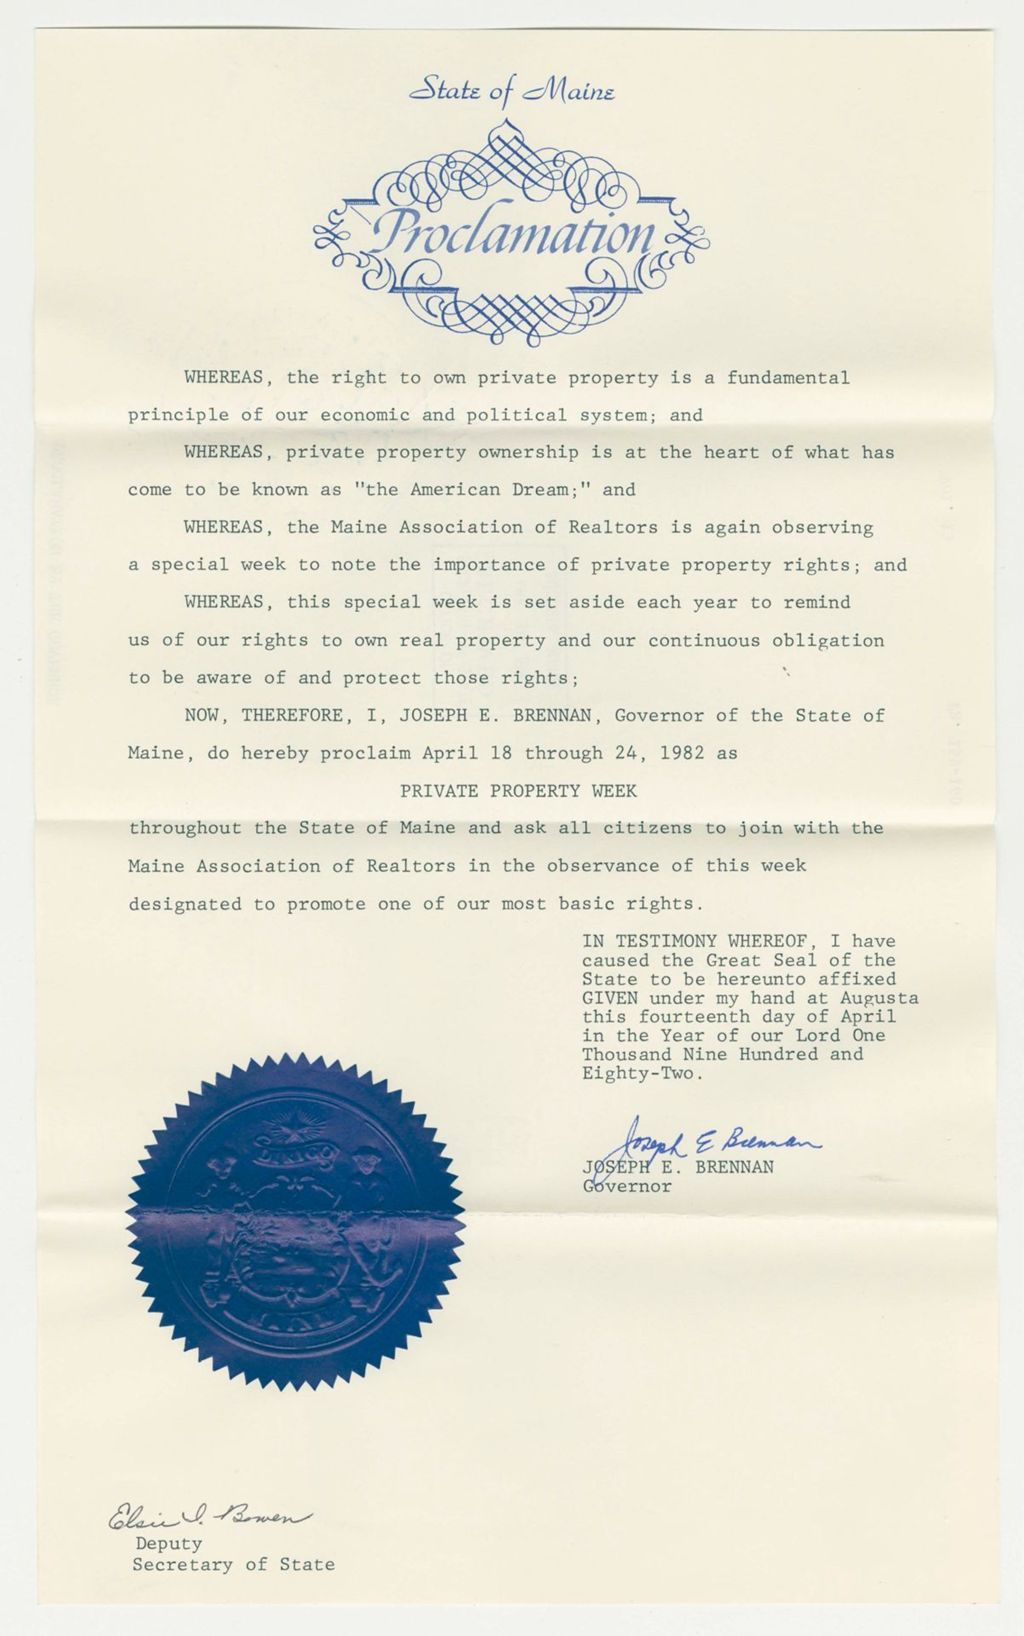 State of Maine
Proclamation
WHEREAS, the right to own private property is a fundamental
principle of our economic and political system; and
WHEREAS, private property ownership is at the heart of what has
come to be known as "the American Dream;" and
WHEREAS, the Maine Association of Realtors is again observing
a special week to note the importance of private property rights; and
WHEREAS, this special week is set aside each year to remind
us of our rights to own real property and our continuous obligation
to be aware of and protect those rights;
NOW, THEREFORE, I, JOSEPH E. BRENNAN, Governor of the State of
Maine, do hereby proclaim April 18 through 24, 1982 as
PRIVATE PROPERTY WEEK
throughout the State of Maine and ask all citizens to join with the
Maine Association of Realtors in the observance of this week
designated to promote one of our most basic rights.
IN TESTIMONY WHEREOF, I have
caused the Great Seal of the
State to be hereunto affixed
GIVEN under my hand at Augusta
this fourteenth day of April
in the Year of our Lord One
Thousand Nine Hundred and
Eighty-Two.
Joseph E Brennan
JOSEPH E. BRENNAN
Governor
DIRIGO
Elsie I. Bowen
Deputy
Secretary of State